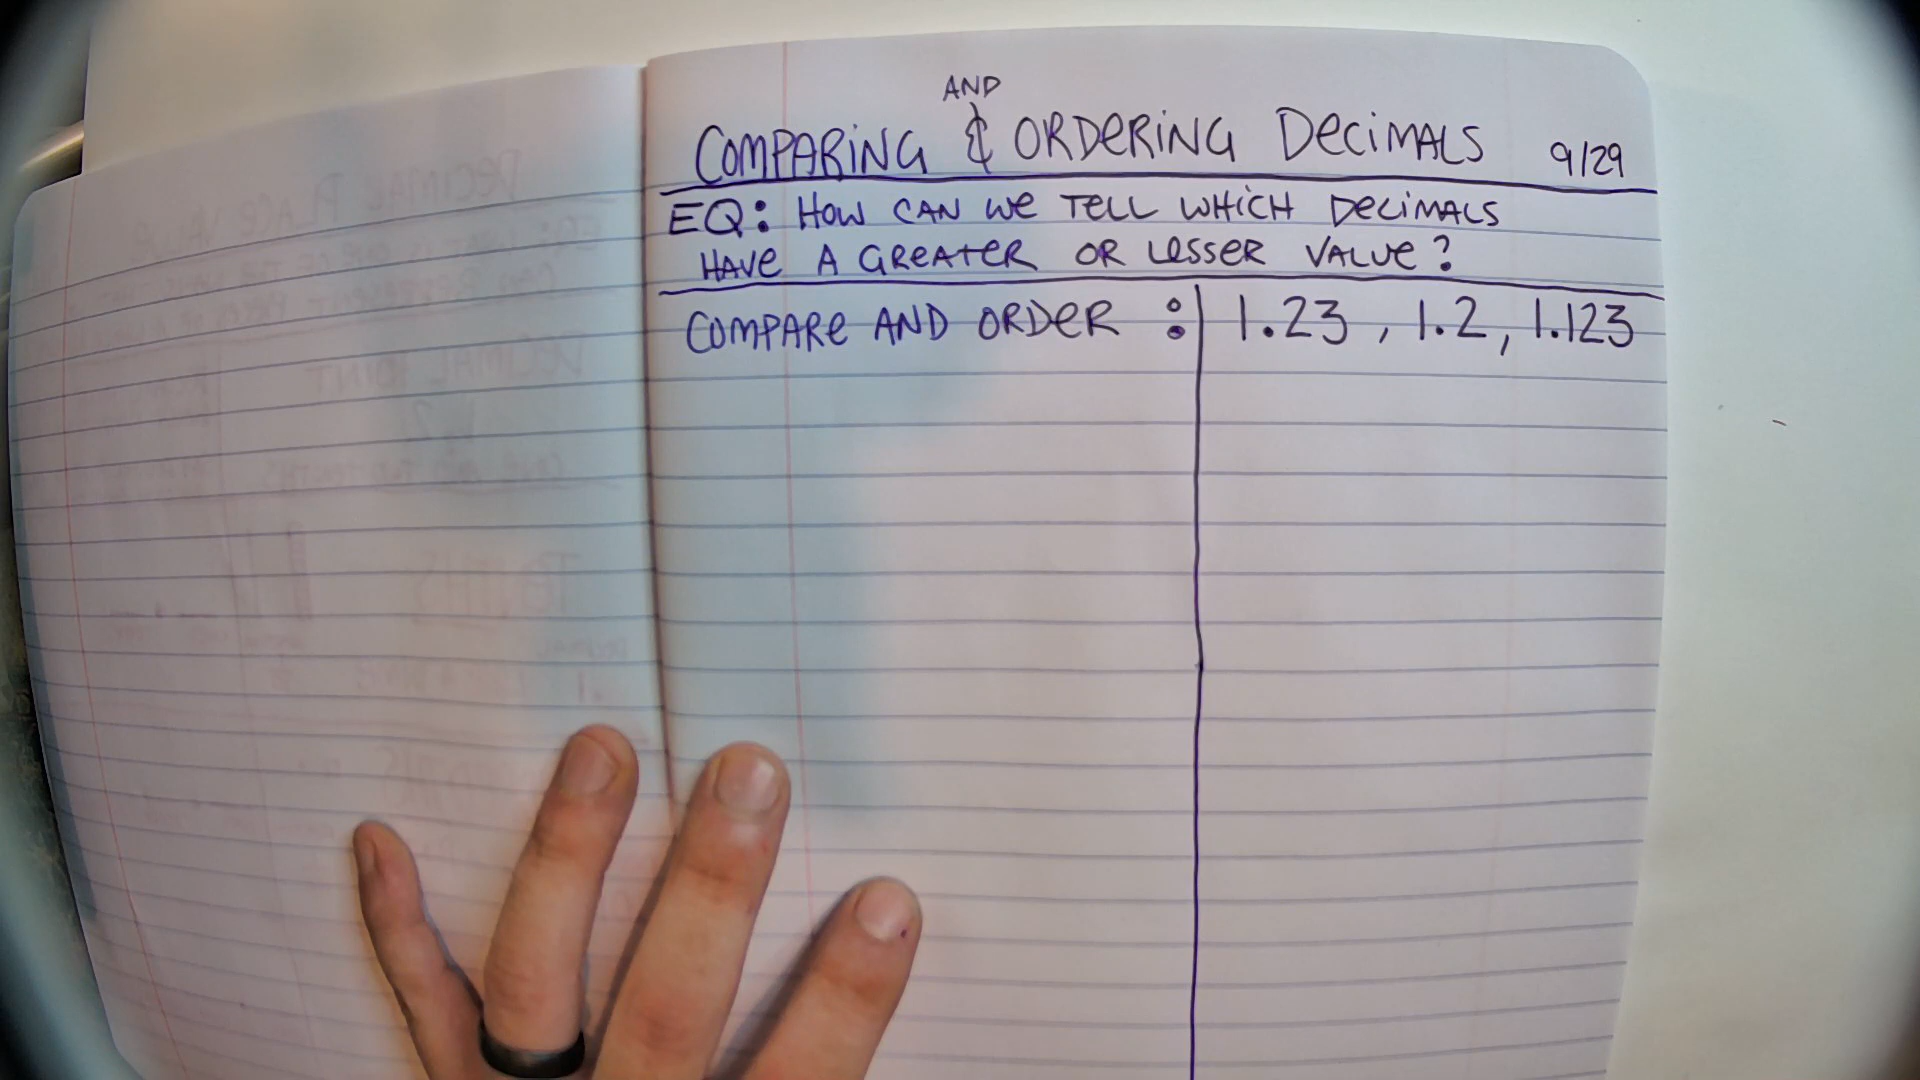 AND
COMPARING & ORDERING DECIMALS 9/29
EQ: HOW CAN WE TELL WHICH DECIMALS
HAVE A GREATER OR LESSER VALUE?
COMPARE AND ORDER : 1.23, 1.2, 1.123